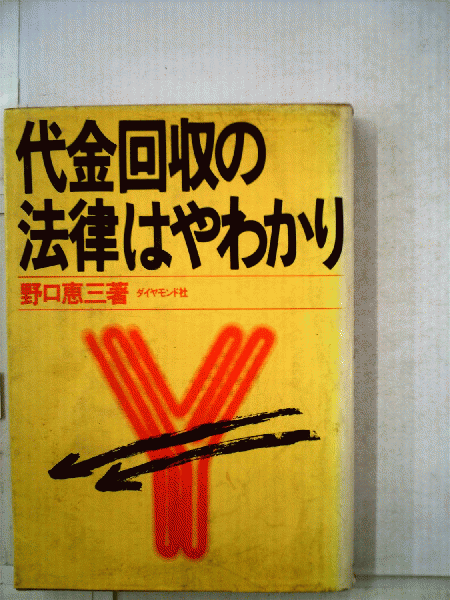 代金回収の
法律はやわかり
野口恵三著 ダイヤモンド社